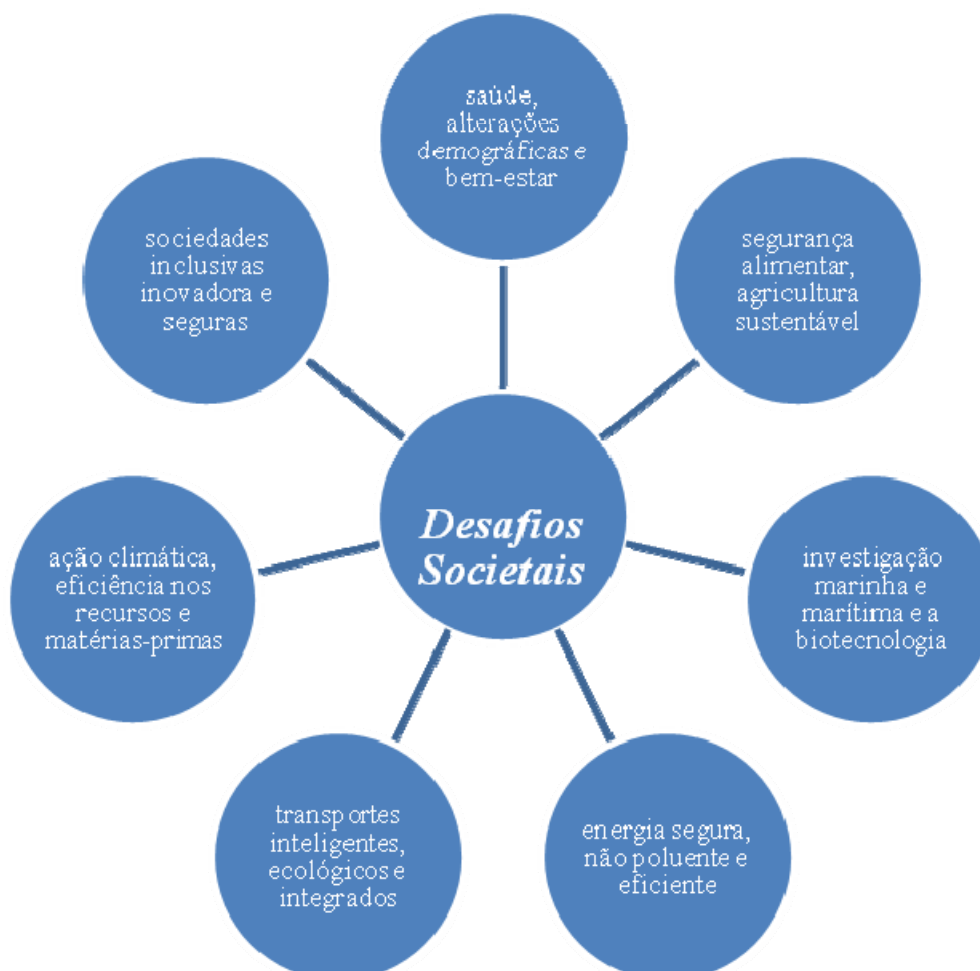 saúde,
alterações
demográficas e
bem-estar
segurança
alimentar,
agricultura
sustentável
investigação
marinha e
marítima e a
biotecnologia
energia segura,
não poluente e
eficiente
transportes
inteligentes,
ecológicos e
integrados
ação climática,
eficiência nos
recursos e
matérias-primas
sociedades
inclusivas
inovadora e
seguras
Desafios
Societais